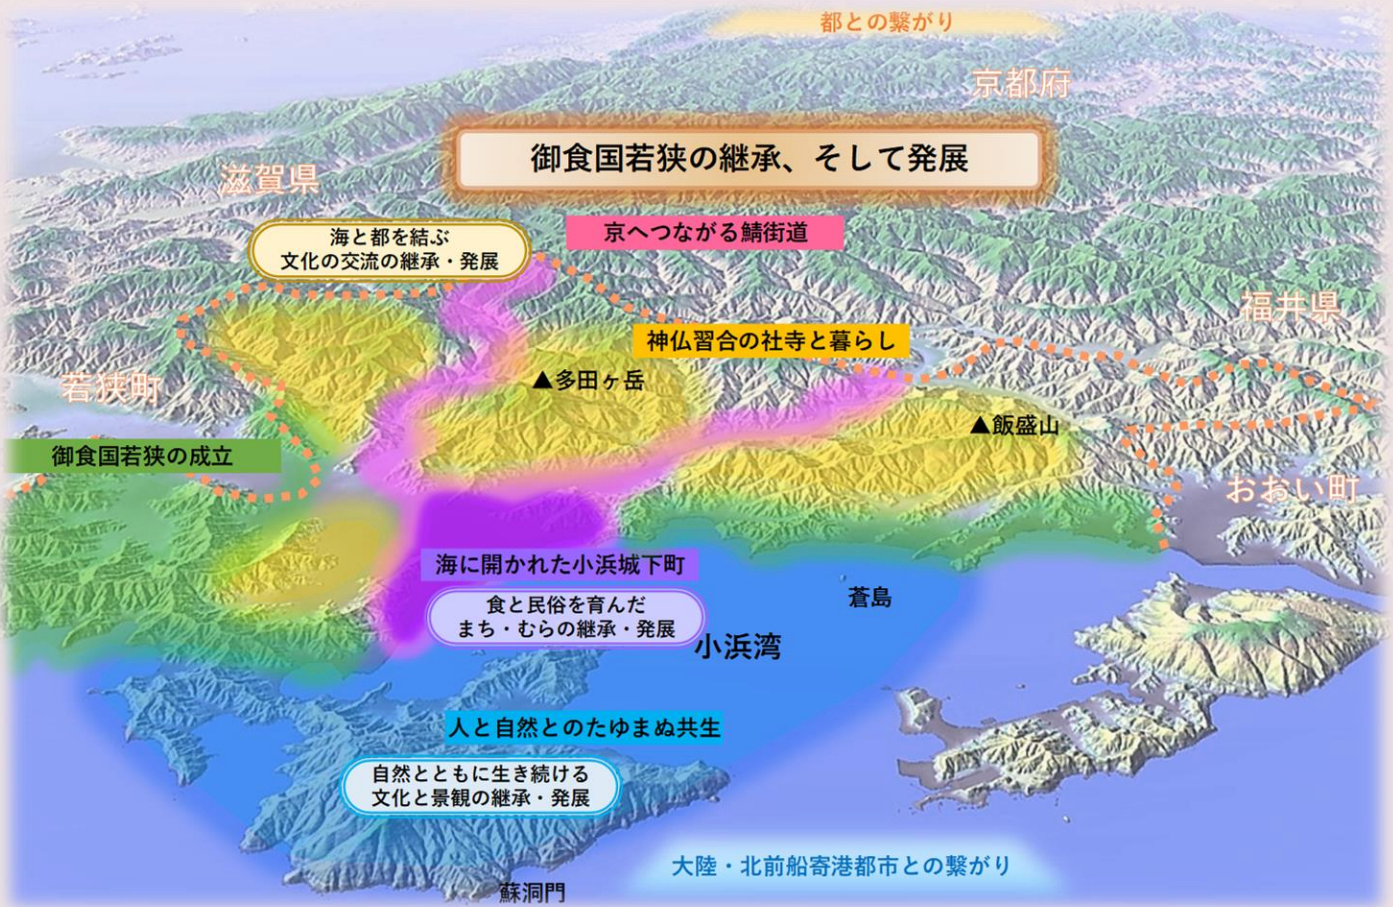 都との繋がり
京都府
御食国若狭の継承、そして発展
滋賀県
京へつながる鯖街道
海と都を結ぶ
文化の交流の継承・発展
福井県
神仏習合の社寺と暮らし
若狭町
▲多田ヶ岳
▲飯盛山
御食国若狭の成立
おおい町
海に開かれた小浜城下町
食と民俗を育んだ
まち・むらの継承・発展
蒼島
小浜湾
人と自然とのたゆまぬ共生
自然とともに生き続ける
文化と景観の継承・発展
大陸・北前船寄港都市との繋がり
蘇洞門